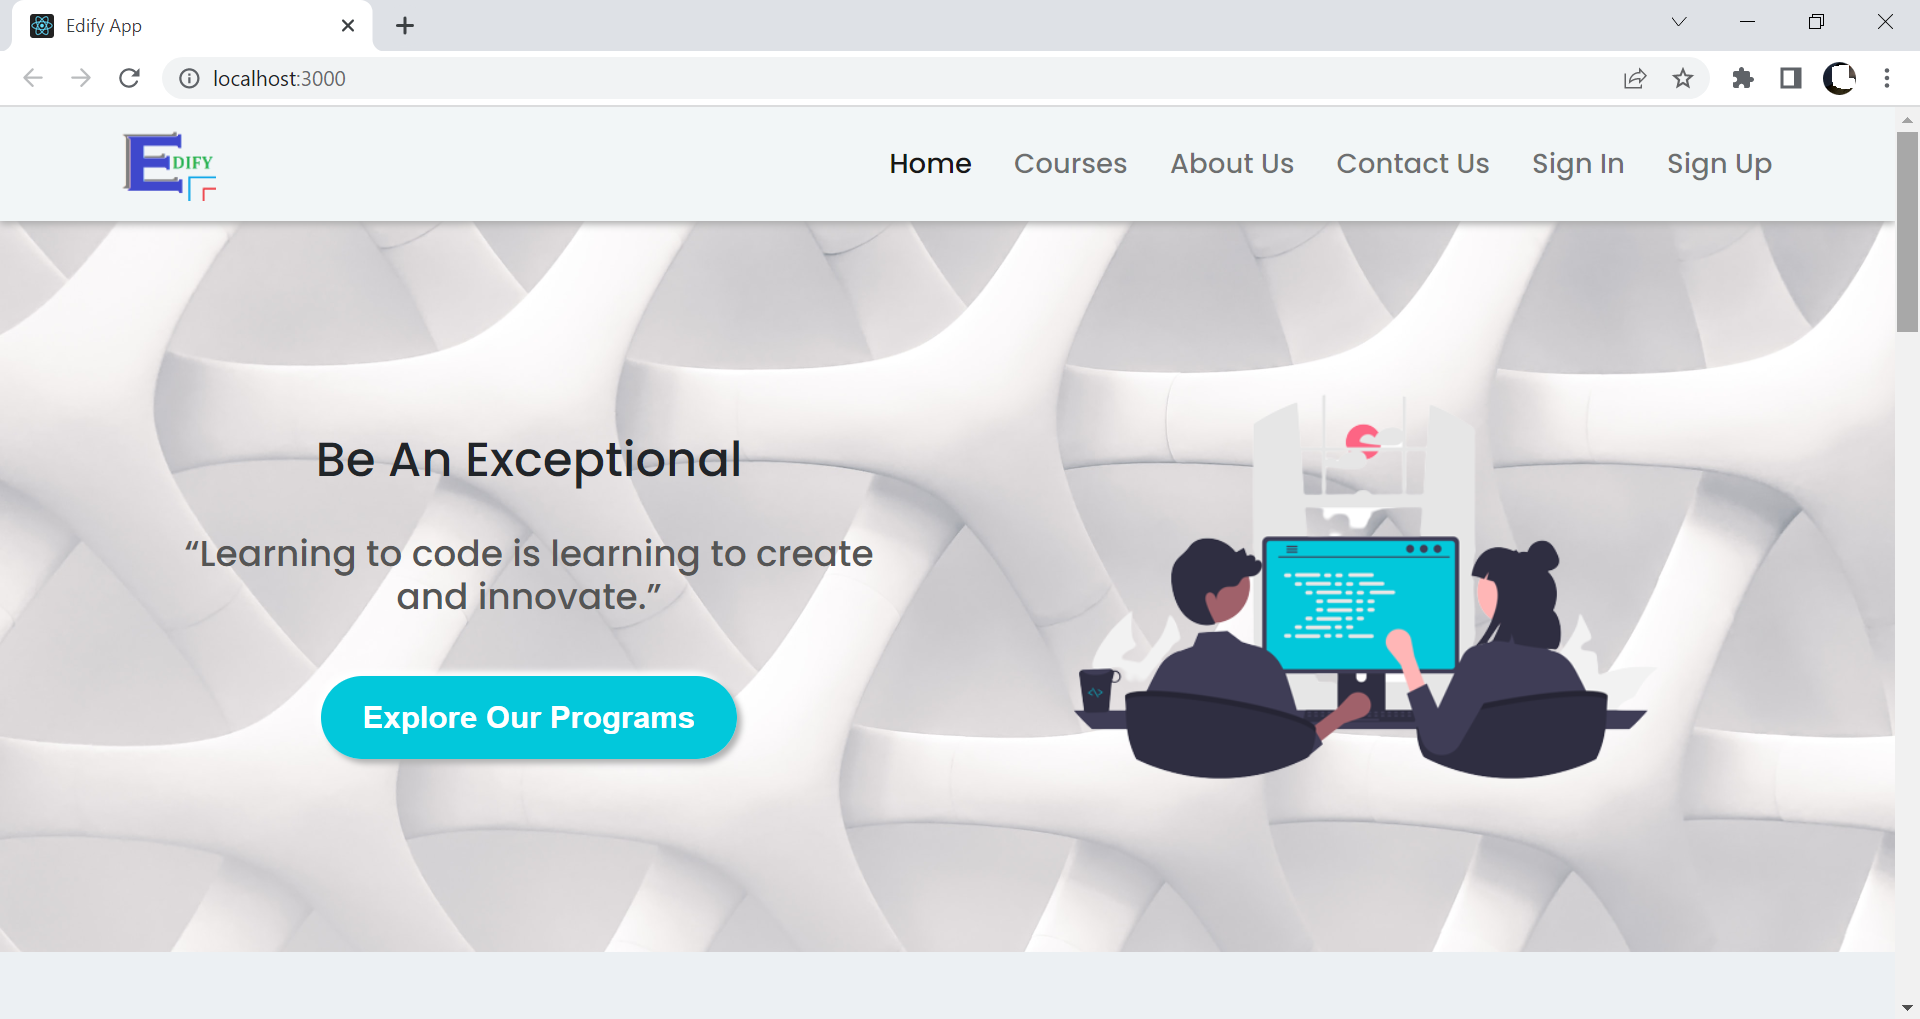 Edify App
localhost:3000
EDIFY
Home Courses About Us Contact Us Sign In Sign Up
Be An Exceptional
“Learning to code is learning to create
and innovate.”
Explore Our Programs